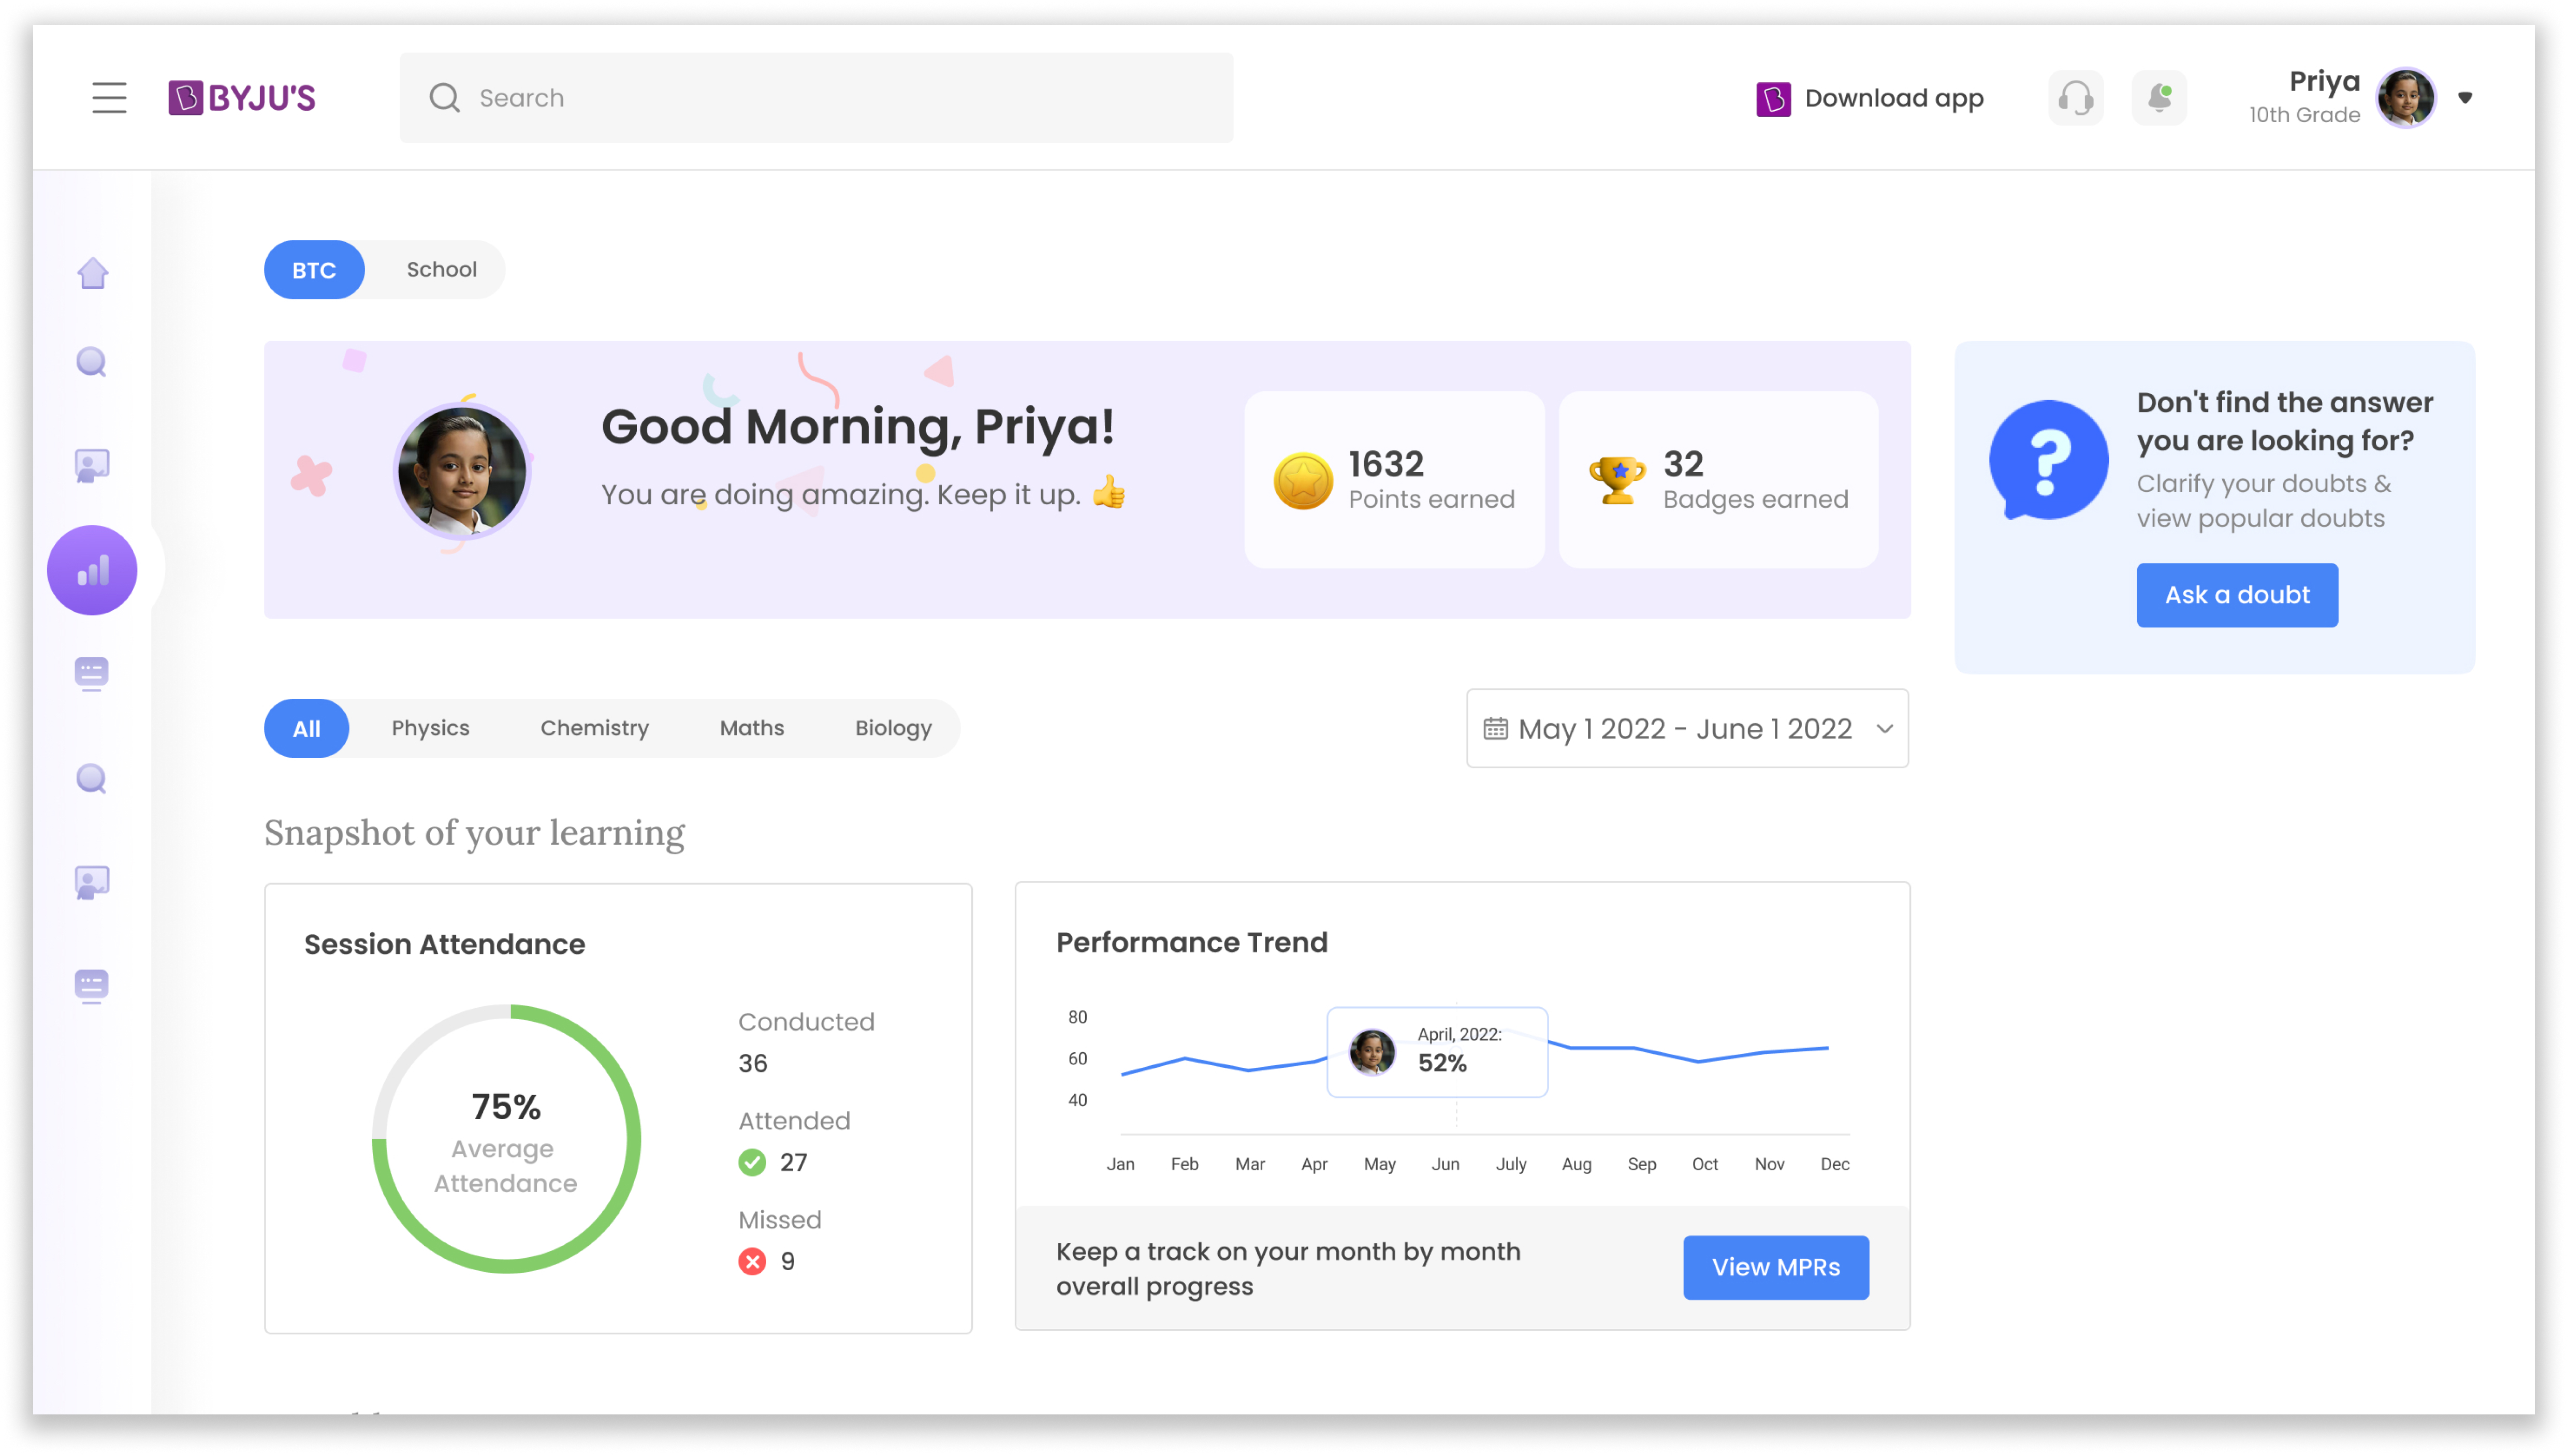 BYJU'S
Search
Download app
Priya
10th Grade
BTC
School
Good Morning, Priya!
You are doing amazing. Keep it up. 👍
1632
Points earned
32
Badges earned
Don't find the answer
you are looking for?
Clarify your doubts &
view popular doubts
Ask a doubt
All
Physics
Chemistry
Maths
Biology
May 1 2022 - June 1 2022
Snapshot of your learning
Session Attendance
75%
Average
Attendance
Conducted
36
Attended
27
Missed
9
Performance Trend
80
60
40
April, 2022:
52%
Jan Feb Mar Apr May Jun July Aug Sep Oct Nov Dec
Keep a track on your month by month
overall progress
View MPRs